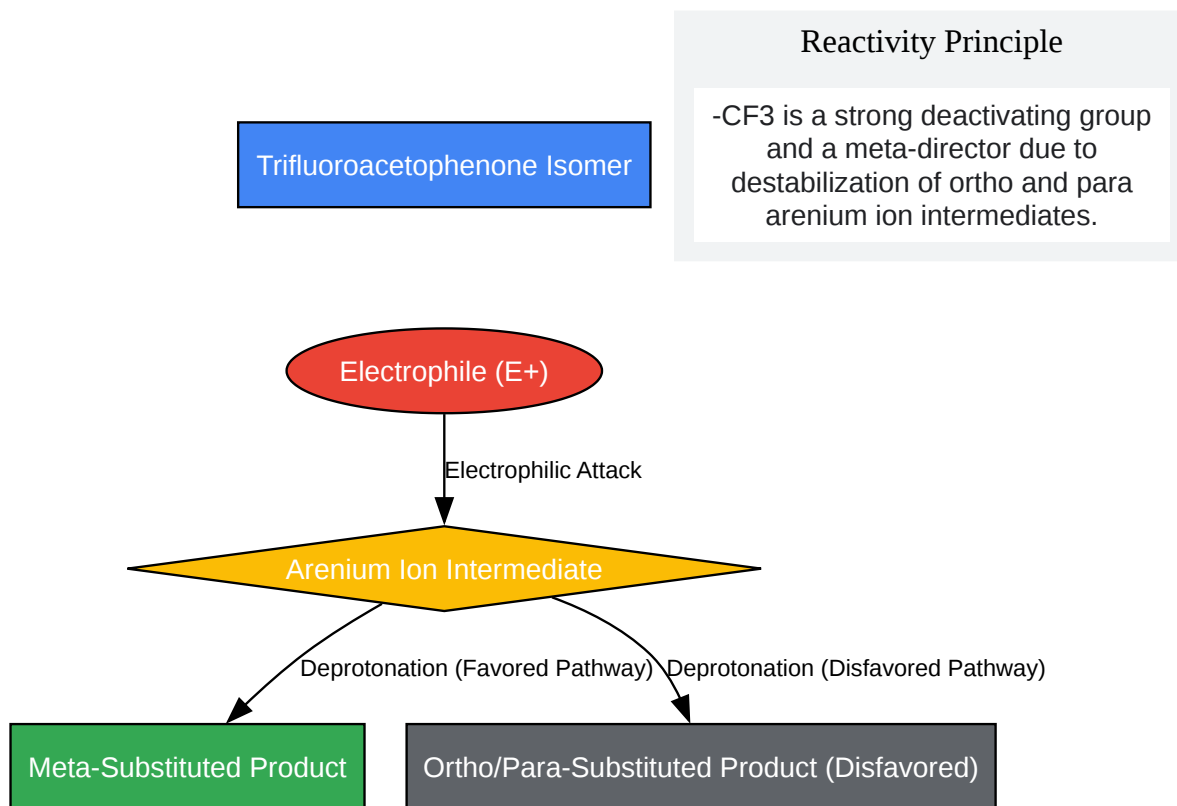 Reactivity Principle
-CF3 is a strong deactivating group
and a meta-director due to
destabilization of ortho and para
arenium ion intermediates.
Trifluoroacetophenone Isomer
Electrophile (E+)
Electrophilic Attack
Arenium Ion Intermediate
Deprotonation (Favored Pathway)
Deprotonation (Disfavored Pathway)
Meta-Substituted Product
Ortho/Para-Substituted Product (Disfavored)